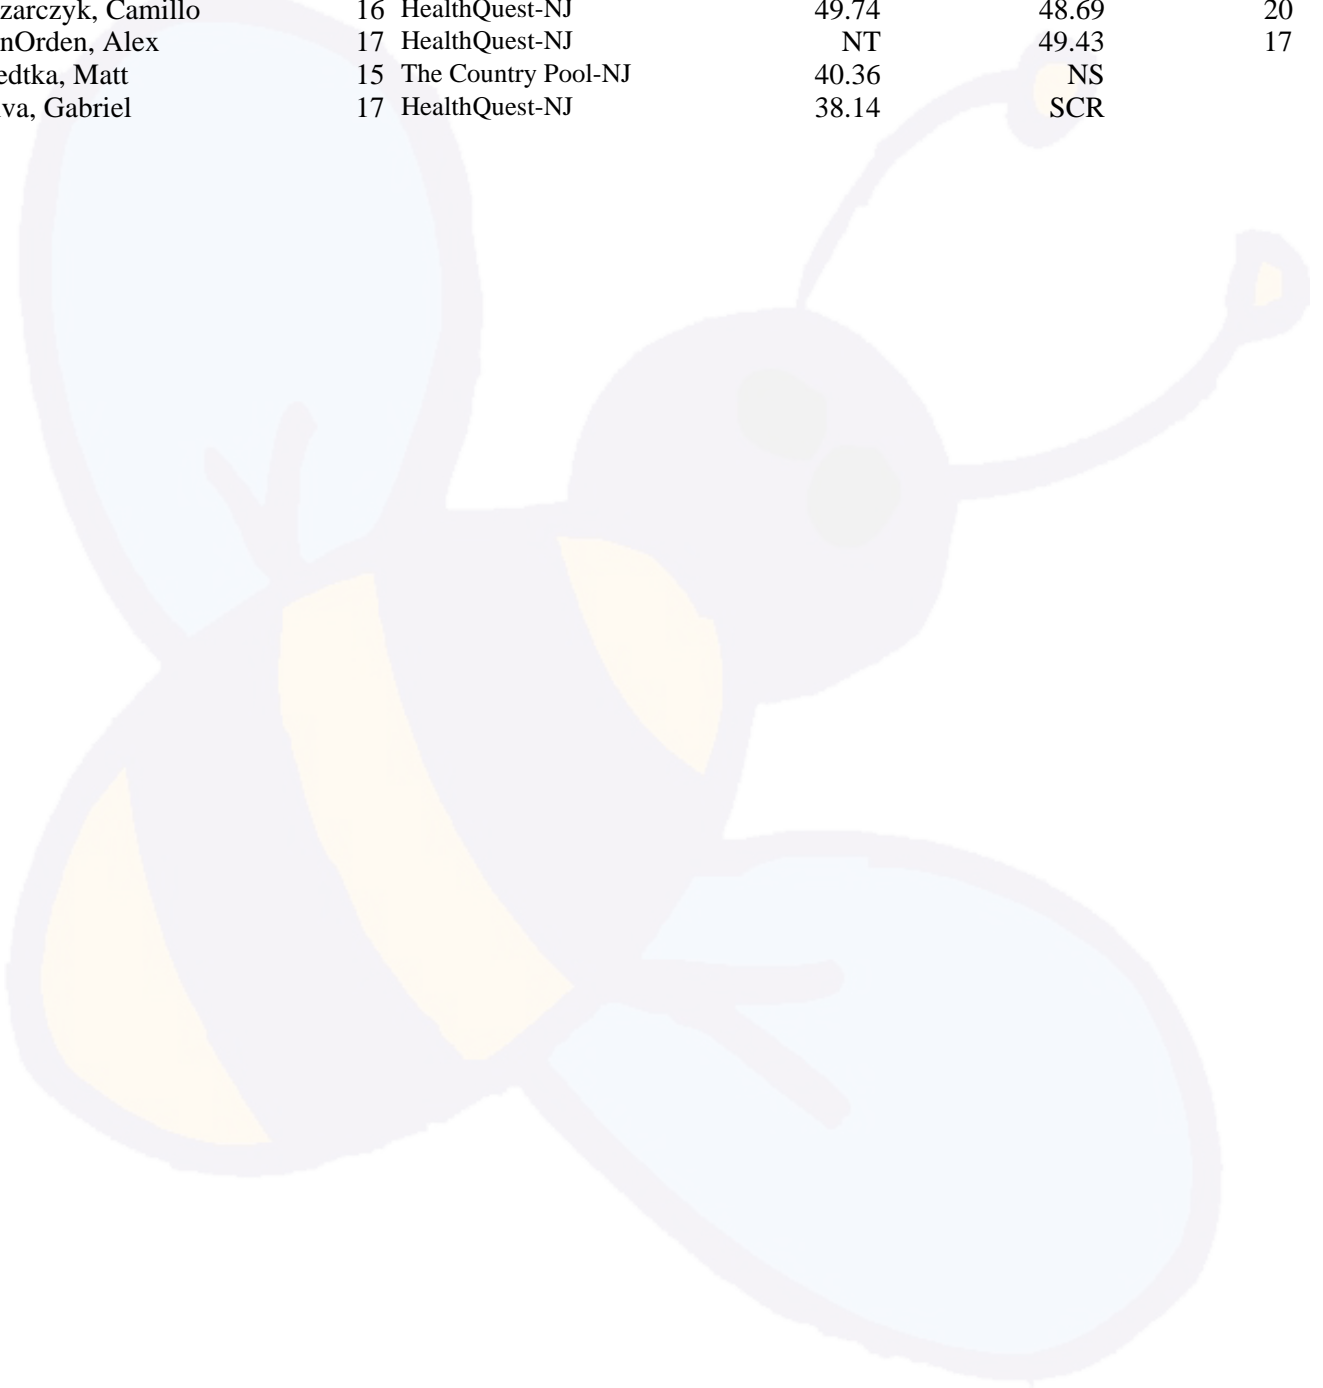 zarczyk, Camillo 16 HealthQuest-NJ 49.74 48.69 20
nOrden, Alex 17 HealthQuest-NJ NT 49.43 17
edtka, Matt 15 The Country Pool-NJ 40.36 NS
lva, Gabriel 17 HealthQuest-NJ 38.14 SCR